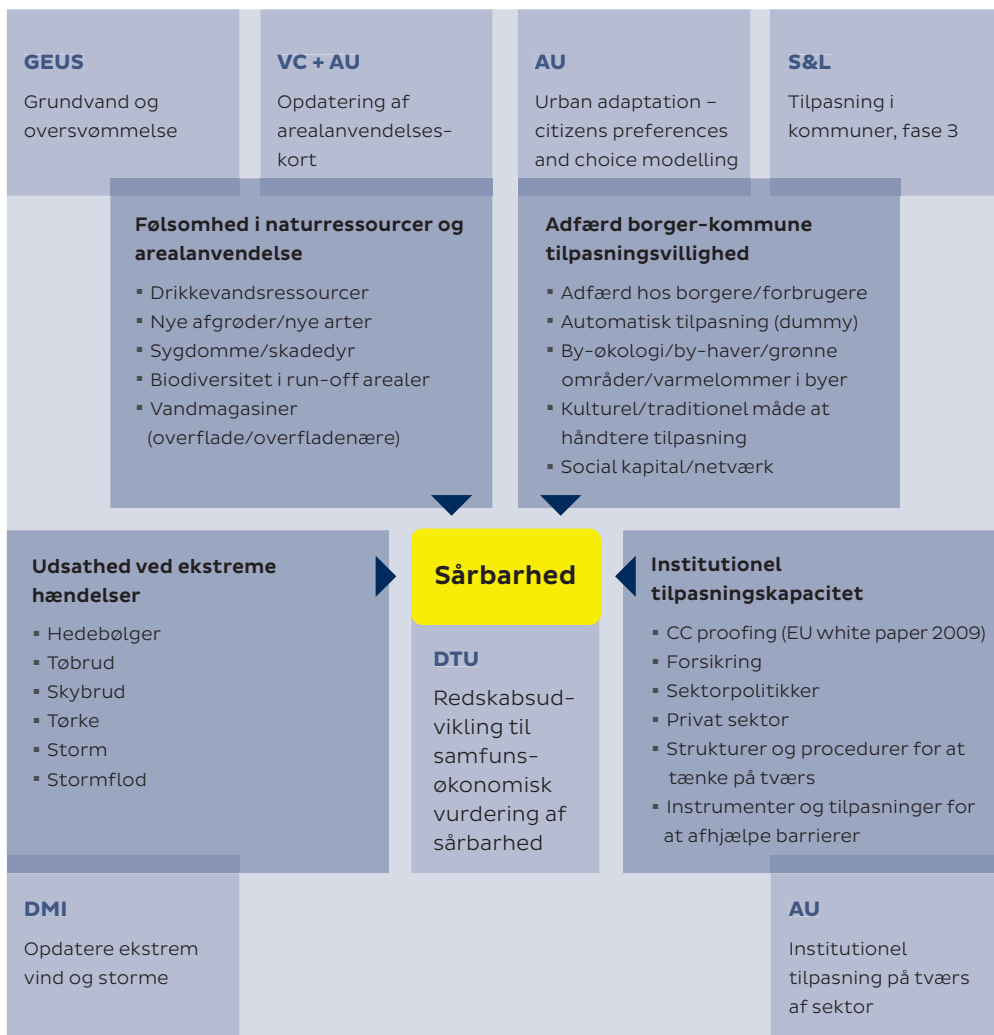 GEUS
Grundvand og
oversvømmelse
VC + AU
Opdatering af
arealanvendelses-
kort
AU
Urban adaptation –
citizens preferences
and choice modelling
S&L
Tilpasning i
kommuner, fase 3
Følsomhed i naturressourcer og
arealanvendelse
▪ Drikkevandsressourcer
▪ Nye afgrøder/nye arter
▪ Sygdomme/skadedyr
▪ Biodiversitet i run-off arealer
▪ Vandmagasiner
(overflade/overfladenære)
Adfærd borger-kommune
tilpasningsvillighed
▪ Adfærd hos borgere/forbrugere
▪ Automatisk tilpasning (dummy)
▪ By-økologi/by-haver/grønne
områder/varmelommer i byer
▪ Kulturel/traditionel måde at
håndtere tilpasning
▪ Social kapital/netværk
Udsathed ved ekstreme
hændelser
▪ Hedebølger
▪ Tøbrud
▪ Skybrud
▪ Tørke
▪ Storm
▪ Stormflod
Sårbarhed
DTU
Redskabsud-
vikling til
samfuns-
økonomisk
vurdering af
sårbarhed
Institutionel
tilpasningskapacitet
▪ CC proofing (EU white paper 2009)
▪ Forsikring
▪ Sektorpolitikker
▪ Privat sektor
▪ Strukturer og procedurer for at
tænke på tværs
▪ Instrumenter og tilpasninger for
at afhjælpe barrierer
DMI
Opdatere ekstrem
vind og storme
AU
Institutionel
tilpasning på tværs
af sektor